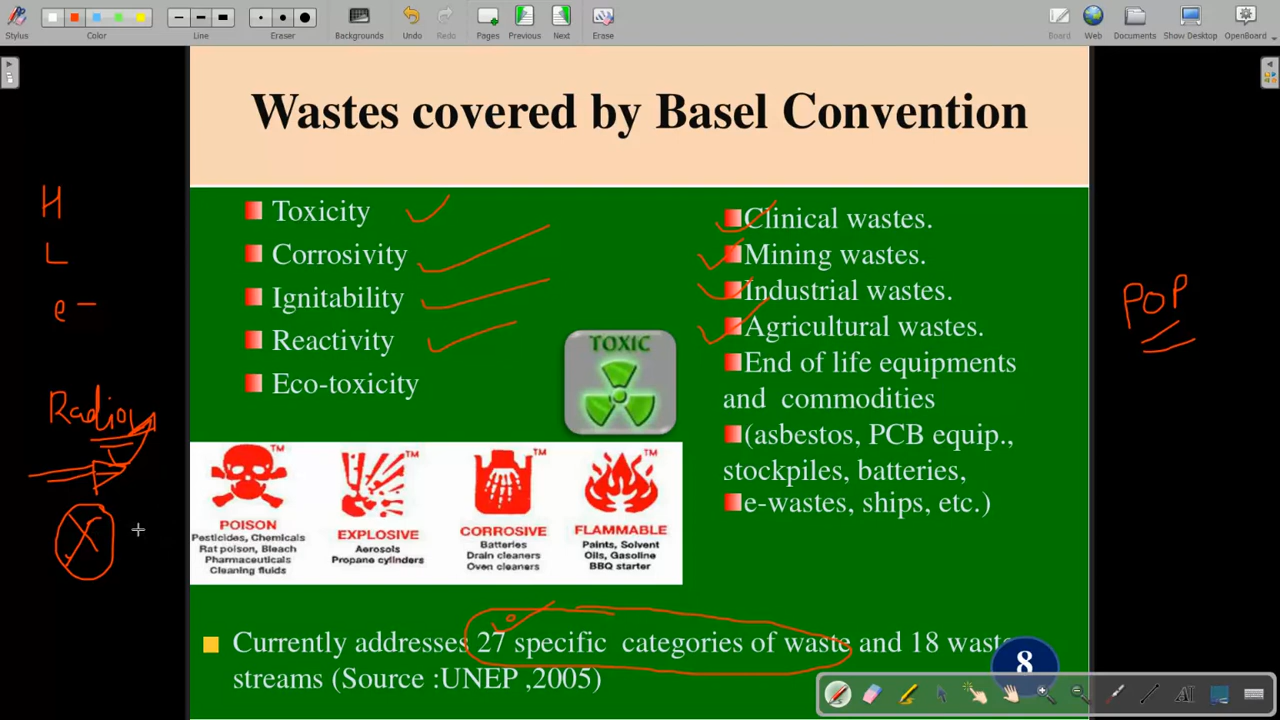 Stylus
Color
Line
Eraser
Backgrounds
Undo
Redo
Pages
Previous
Next
Erase
Board
Web
Documents
Show Desktop
OpenBoard
Wastes covered by Basel Convention
Toxicity
Corrosivity
Ignitability
Reactivity
Eco-toxicity
TOXIC
Clinical wastes.
Mining wastes.
Industrial wastes.
Agricultural wastes.
End of life equipments
and commodities
(asbestos, PCB equip.,
stockpiles, batteries,
e-wastes, ships, etc.)
H
L
e -
POP
TM
POISON
Pesticides, Chemicals
Rat poison, Bleach
Pharmaceuticals
Cleaning fluids
TM
EXPLOSIVE
Aerosols
Propane cylinders
TM
CORROSIVE
Batteries
Drain cleaners
Oven cleaners
TM
FLAMMABLE
Paints, Solvent
Oils, Gasoline
BBQ starter
Currently addresses 27 specific categories of waste and 18 waste
streams (Source :UNEP ,2005)
8